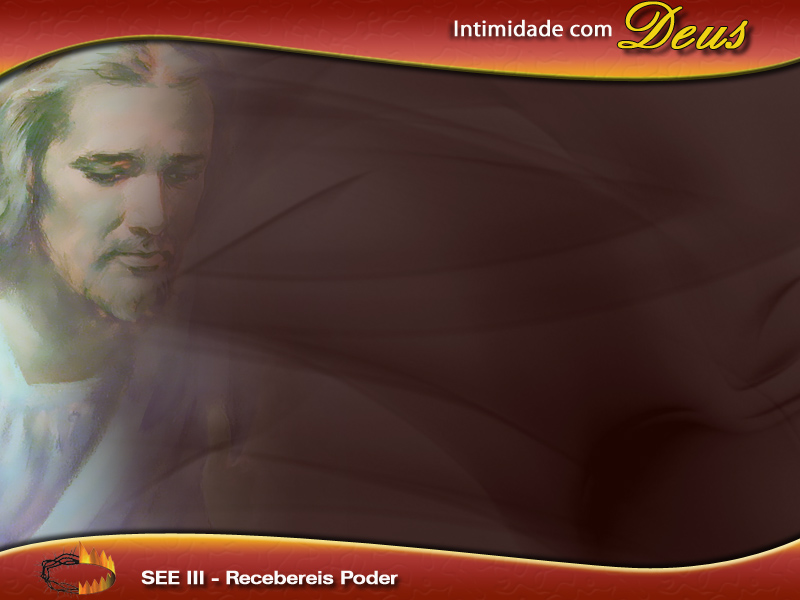 Intimidade com Deus
SEE III - Recebereis Poder